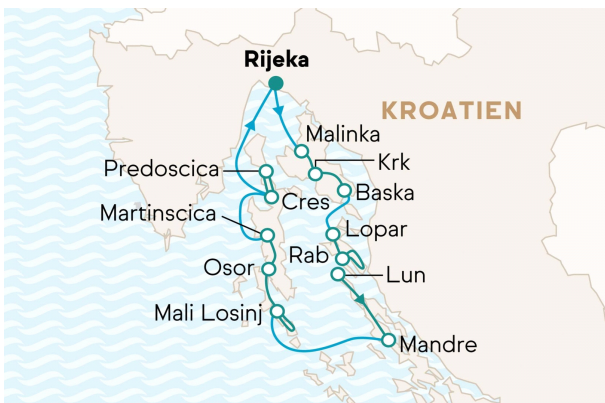 Rijeka
KROATIEN
Malinka
Krk
Predoscica
Baska
Cres
Martinscica
Lopar
Rab
Osor
Lun
Mali Losinj
Mandre